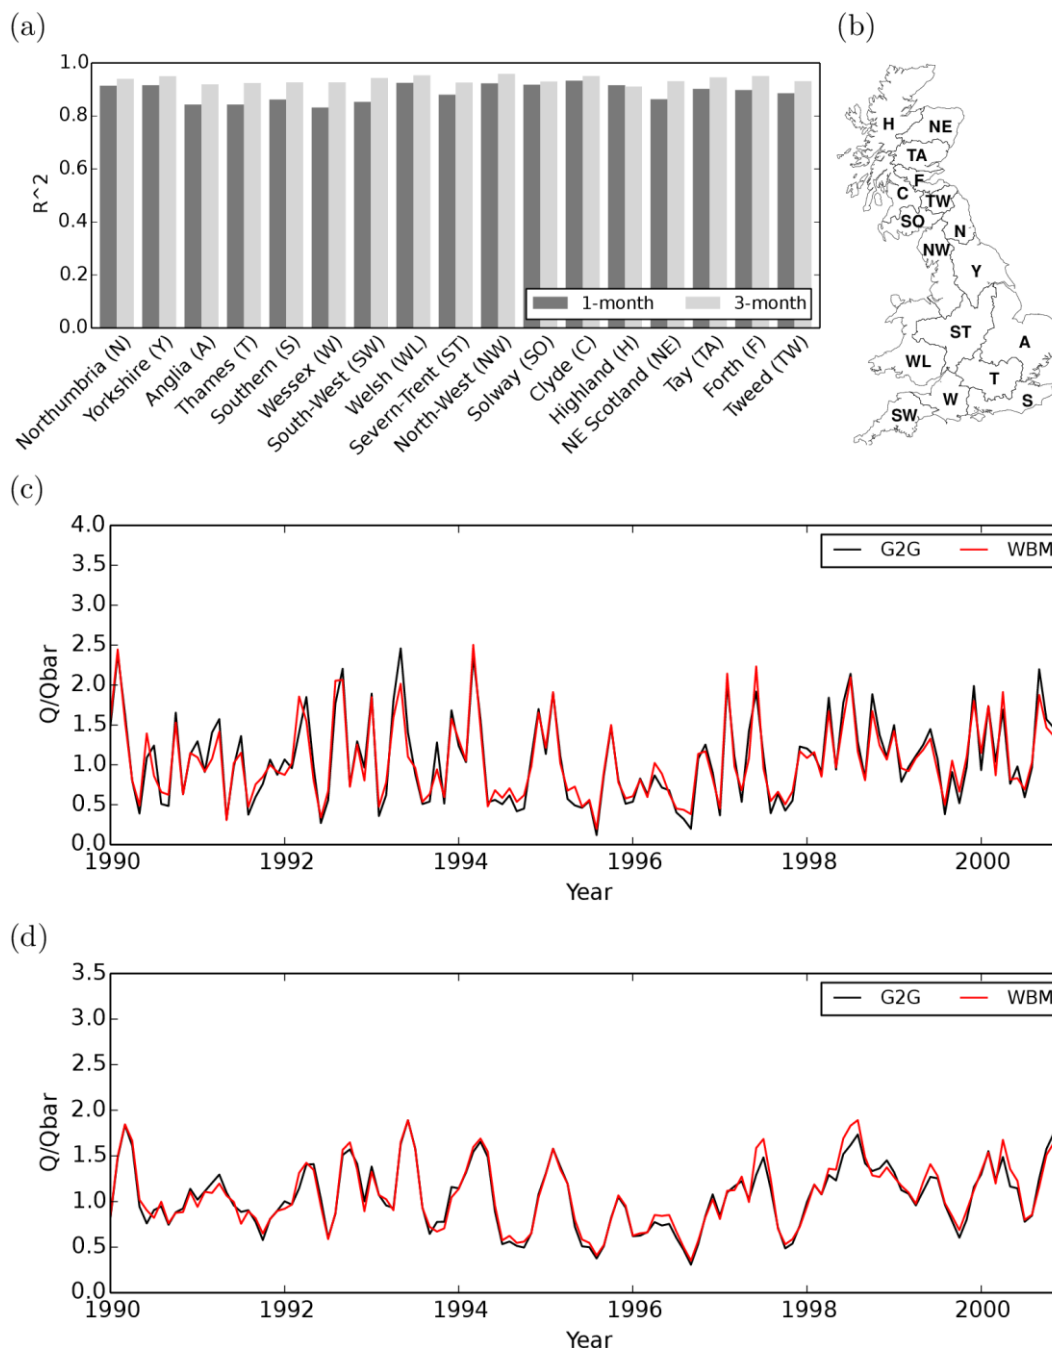 (a)
(b)
1.0
0.8
0.6
0.4
0.2
0.0
R^2
1-month
3-month
Northumbria (N)
Yorkshire (Y)
Anglia (A)
Thames (T)
Southern (S)
Wessex (W)
South-West (SW)
Welsh (WL)
Severn-Trent (ST)
North-West (NW)
Solway (SO)
Clyde (C)
Highland (H)
NE Scotland (NE)
Tay (TA)
Forth (F)
Tweed (TW)
H
NE
TA
F
C
TW
SO
N
NW
Y
ST
A
WL
T
W
S
SW
(c)
4.0
3.5
3.0
2.5
2.0
1.5
1.0
0.5
0.0
Q/Qbar
G2G
WBM
1990
1992
1994
1996
1998
2000
Year
(d)
3.5
3.0
2.5
2.0
1.5
1.0
0.5
0.0
Q/Qbar
G2G
WBM
1990
1992
1994
1996
1998
2000
Year